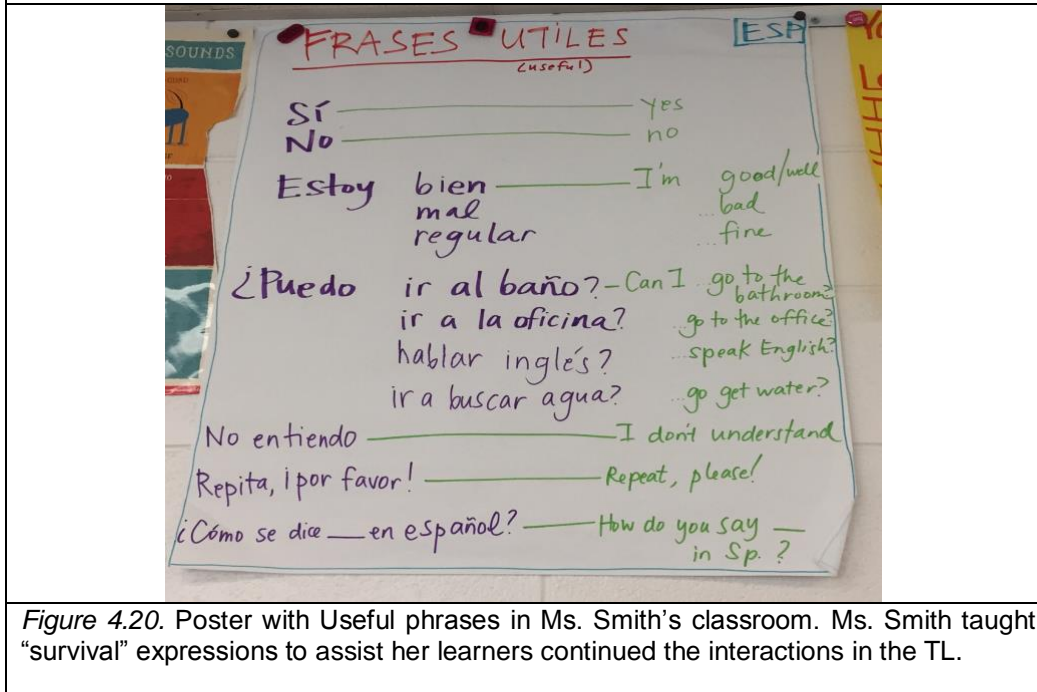 SOUNDS
FRASES UTILES
(useful)
ESP
Sí yes
No no
Estoy bien I'm good/well
mal ...bad
regular ...fine
¿Puedo ir al baño? - Can I ...go to the
bathroom?
ir a la oficina? ...go to the office?
hablar inglés? ...speak English?
ir a buscar agua? ...go get water?
No entiendo I don't understand
Repita, ¡por favor! Repeat, please!
¿Cómo se dice ___ en español? How do you say ___
in Sp. ?
Figure 4.20. Poster with Useful phrases in Ms. Smith's classroom. Ms. Smith taught
“survival” expressions to assist her learners continued the interactions in the TL.